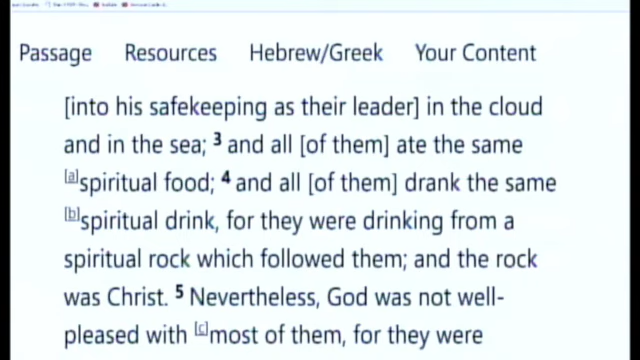 Passage Resources Hebrew/Greek Your Content
[into his safekeeping as their leader] in the cloud
and in the sea; 3 and all [of them] ate the same
[a]spiritual food; 4 and all [of them] drank the same
[b]spiritual drink, for they were drinking from a
spiritual rock which followed them; and the rock
was Christ. 5 Nevertheless, God was not well-
pleased with [c]most of them, for they were